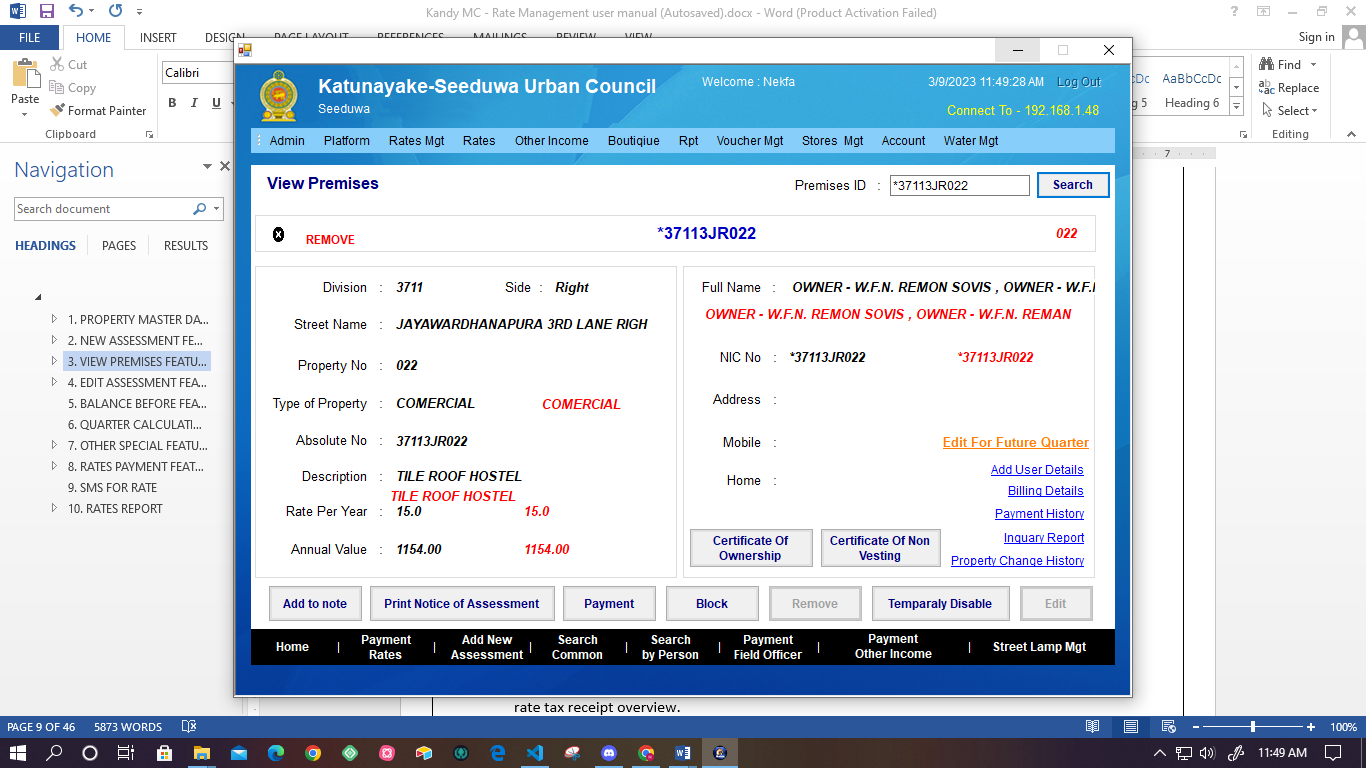 Kandy MC - Rate Management user manual (Autosaved).docx - Word (Product Activation Failed)
FILE HOME INSERT DESIGN PAGE LAYOUT REFERENCES MAILINGS REVIEW VIEW Sign in
Cut
Copy
Format Painter
Paste
Clipboard
Calibri
B I U
AaBbCcDc
Heading 6
Find
Replace
Select
Editing
Navigation
Search document
HEADINGS PAGES RESULTS
1. PROPERTY MASTER DA...
2. NEW ASSESSMENT FE...
3. VIEW PREMISES FEATU...
4. EDIT ASSESSMENT FEA...
5. BALANCE BEFORE FEA...
6. QUARTER CALCULATI...
7. OTHER SPECIAL FEATU...
8. RATES PAYMENT FEAT...
9. SMS FOR RATE
10. RATES REPORT
7
Katunayake-Seeduwa Urban Council
Seeduwa
Welcome : Nekfa
3/9/2023 11:49:28 AM Log Out
Connect To - 192.168.1.48
Admin Platform Rates Mgt Rates Other Income Boutiqiue Rpt Voucher Mgt Stores Mgt Account Water Mgt
View Premises
Premises ID : *37113JR022 Search
X REMOVE *37113JR022 022
Division : 3711 Side : Right
Street Name : JAYAWARDHANAPURA 3RD LANE RIGH
Property No : 022
Type of Property : COMERCIAL COMERCIAL
Absolute No : 37113JR022
Description : TILE ROOF HOSTEL
TILE ROOF HOSTEL
Rate Per Year : 15.0 15.0
Annual Value : 1154.00 1154.00
Full Name : OWNER - W.F.N. REMON SOVIS , OWNER - W.F.
OWNER - W.F.N. REMON SOVIS , OWNER - W.F.N. REMAN
NIC No : *37113JR022 *37113JR022
Address :
Mobile :
Home :
Edit For Future Quarter
Add User Details
Billing Details
Payment History
Inquary Report
Property Change History
Certificate Of
Ownership
Certificate Of Non
Vesting
Add to note Print Notice of Assessment Payment Block Remove Temparaly Disable Edit
Home | Payment
Rates | Add New
Assessment | Search
Common | Search
by Person | Payment
Field Officer | Payment
Other Income | Street Lamp Mgt
rate tax receipt overview.
PAGE 9 OF 46 5873 WORDS 100%
11:49 AM